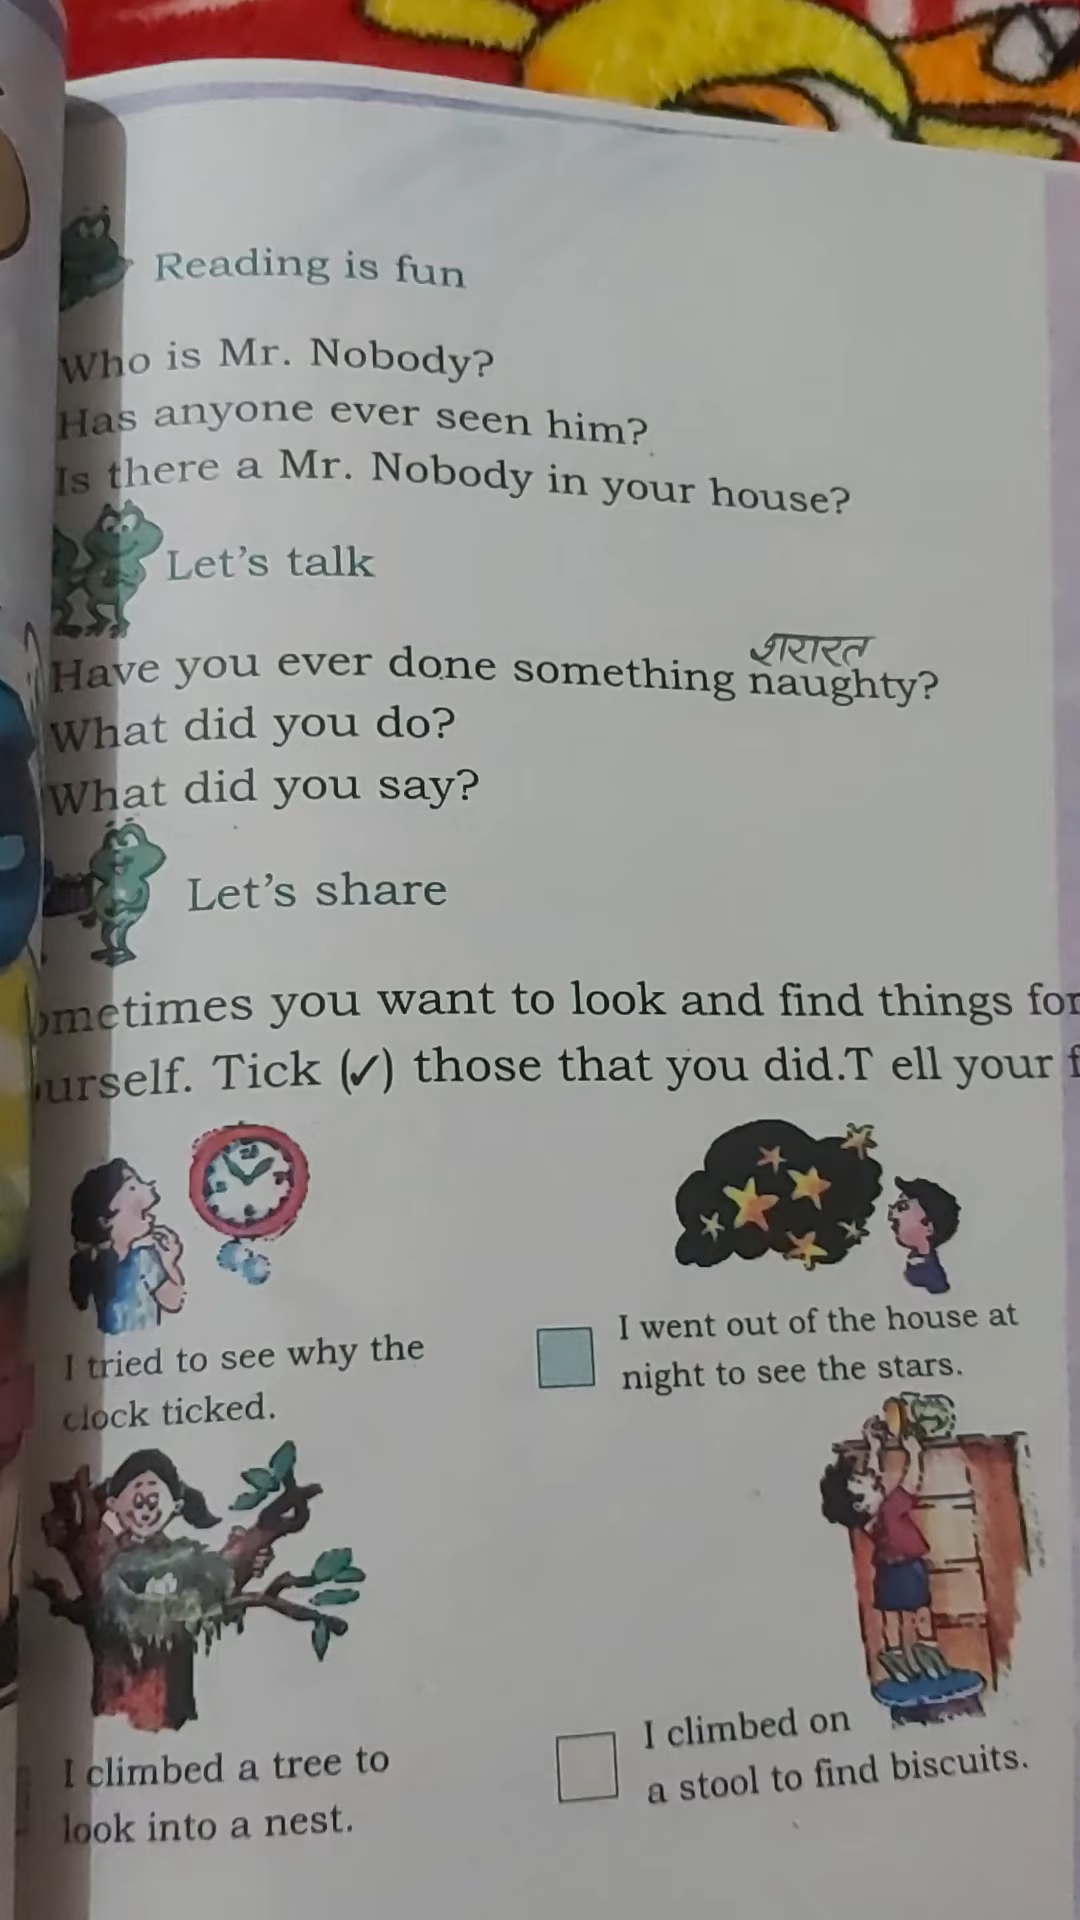 Reading is fun
Who is Mr. Nobody?
Has anyone ever seen him?
Is there a Mr. Nobody in your house?
Let's talk
शरारत
Have you ever done something naughty?
What did you do?
What did you say?
Let's share
ometimes you want to look and find things for
urself. Tick (✓) those that you did.T ell your f
I tried to see why the
clock ticked.
I went out of the house at
night to see the stars.
I climbed a tree to
look into a nest.
I climbed on
a stool to find biscuits.